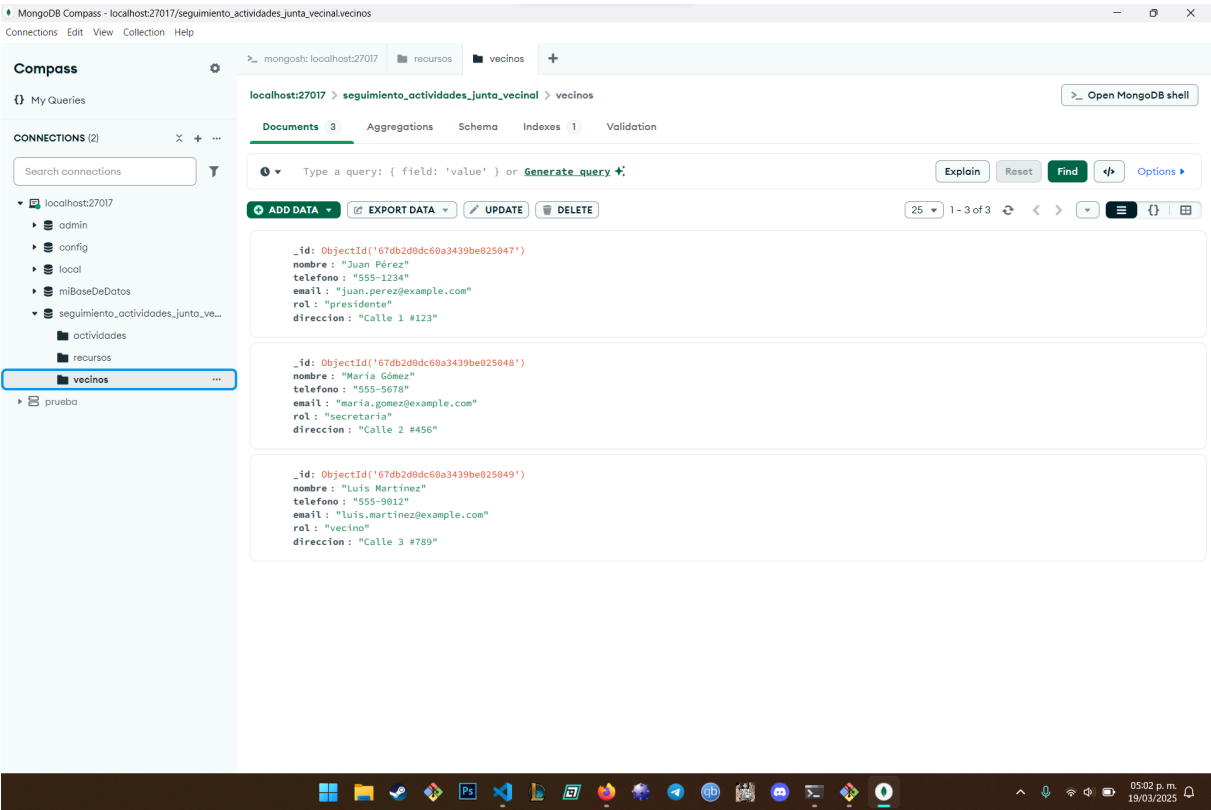 MongoDB Compass - localhost:27017/seguimiento_actividades_junta_vecinal.vecinos
Connections Edit View Collection Help
Compass
{} My Queries
CONNECTIONS (2)
Search connections
localhost:27017
admin
config
local
miBaseDeDatos
seguimiento_actividades_junta_ve...
actividades
recursos
vecinos
prueba
>_ mongosh: localhost:27017 recursos vecinos +
localhost:27017 > seguimiento_actividades_junta_vecinal > vecinos
>_ Open MongoDB shell
Documents 3 Aggregations Schema Indexes 1 Validation
Type a query: { field: 'value' } or Generate query
Explain Reset Find </> Options
ADD DATA EXPORT DATA UPDATE DELETE
25 1 – 3 of 3 {}
_id: ObjectId('67db2d0dc60a3439be025047')
nombre : "Juan Pérez"
telefono : "555-1234"
email : "juan.perez@example.com"
rol : "presidente"
direccion : "Calle 1 #123"
_id: ObjectId('67db2d0dc60a3439be025048')
nombre : "María Gómez"
telefono : "555-5678"
email : "maria.gomez@example.com"
rol : "secretaria"
direccion : "Calle 2 #456"
_id: ObjectId('67db2d0dc60a3439be025049')
nombre : "Luis Martínez"
telefono : "555-9012"
email : "luis.martinez@example.com"
rol : "vecino"
direccion : "Calle 3 #789"
Ps
qb
05:02 p. m.
19/03/2025